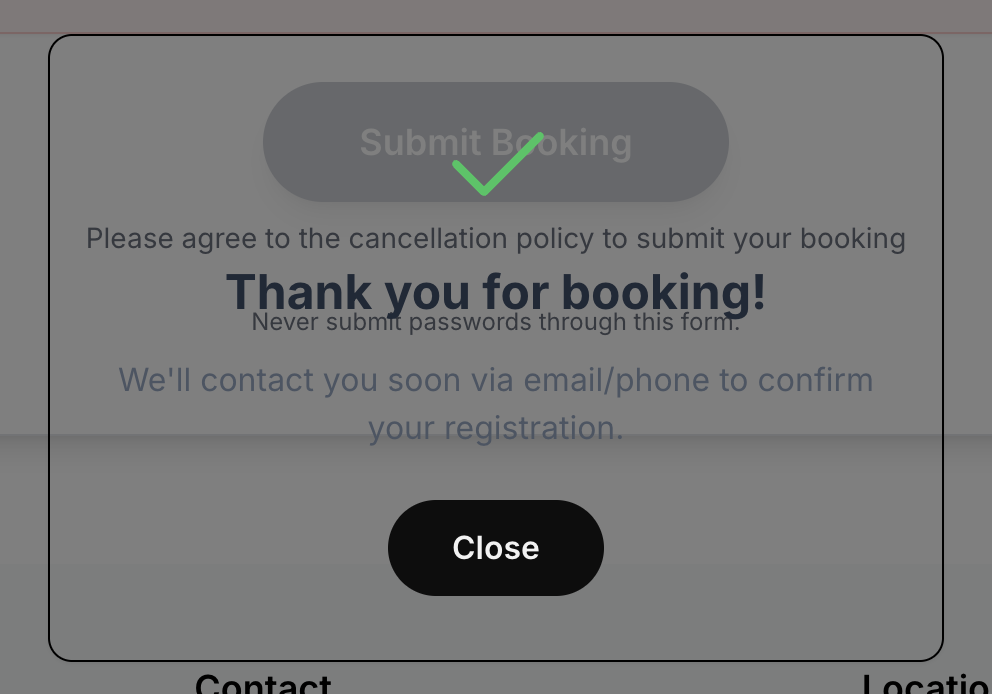 Submit Booking
Please agree to the cancellation policy to submit your booking
Thank you for booking!
Never submit passwords through this form.
We'll contact you soon via email/phone to confirm
your registration.
Close
Contact
Locatio